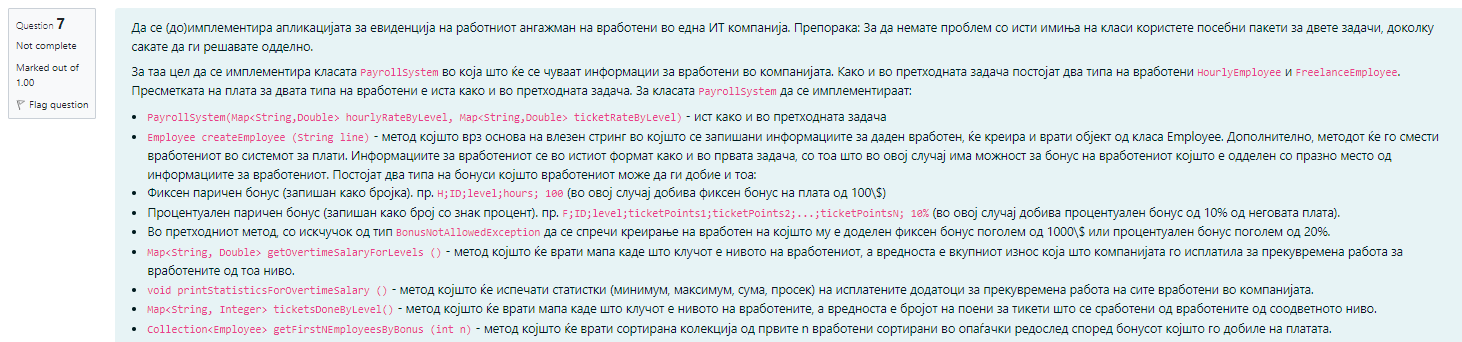 Question 7
Not complete
Marked out of
1.00
Flag question
Да се (до)имплементира апликацијата за евиденција на работниот ангажман на вработени во една ИТ компанија. Препорака: За да немате проблем со исти имиња на класи користете посебни пакети за двете задачи, доколку
сакате да ги решавате одделно.
За таа цел да се имплементира класата PayrollSystem во која што ќе се чуваат информации за вработени во компанијата. Како и во претходната задача постојат два типа на вработени HourlyEmployee и FreelanceEmployee.
Пресметката на плата за двата типа на вработени е иста како и во претходната задача. За класата PayrollSystem да се имплементираат:
• PayrollSystem(Map<String,Double> hourlyRateByLevel, Map<String,Double> ticketRateByLevel) - ист како и во претходната задача
• Employee createEmployee (String line) - метод којшто врз основа на влезен стринг во којшто се запишани информациите за даден вработен, ќе креира и врати објект од класа Employee. Дополнително, методот ќе го смести
вработениот во системот за плати. Информациите за вработениот се во истиот формат како и во првата задача, со тоа што во овој случај има можност за бонус на вработениот којшто е одделен со празно место од
информациите за вработениот. Постојат два типа на бонуси којшто вработениот може да ги добие и тоа:
• Фиксен паричен бонус (запишан како бројка). пр. H;ID;level;hours; 100 (во овој случај добива фиксен бонус на плата од 100\$)
• Процентуален паричен бонус (запишан како број со знак процент). пр. F;ID;level;ticketPoints1;ticketPoints2;...;ticketPointsN; 10% (во овој случај добива процентуален бонус од 10% од неговата плата).
• Во претходниот метод, со исклучок од тип BonusNotAllowedException да се спречи креирање на вработен на којшто му е доделен фиксен бонус поголем од 1000\$ или процентуален бонус поголем од 20%.
• Map<String, Double> getOvertimeSalaryForLevels () - метод којшто ќе врати мапа каде што клучот е нивото на вработениот, а вредноста е вкупниот износ која што компанијата го исплатила за прекувремена работа за
вработените од тоа ниво.
• void printStatisticsForOvertimeSalary () - метод којшто ќе испечати статистки (минимум, максимум, сума, просек) на исплатените додатоци за прекувремена работа на сите вработени во компанијата.
• Map<String, Integer> ticketsDoneByLevel() - метод којшто ќе врати мапа каде што клучот е нивото на вработените, а вредноста е бројот на поени за тикети што се сработени од вработените од соодветното ниво.
• Collection<Employee> getFirstNEmployeesByBonus (int n) - метод којшто ќе врати сортирана колекција од првите n вработени сортирани во опаѓачки редослед според бонусот којшто го добиле на платата.